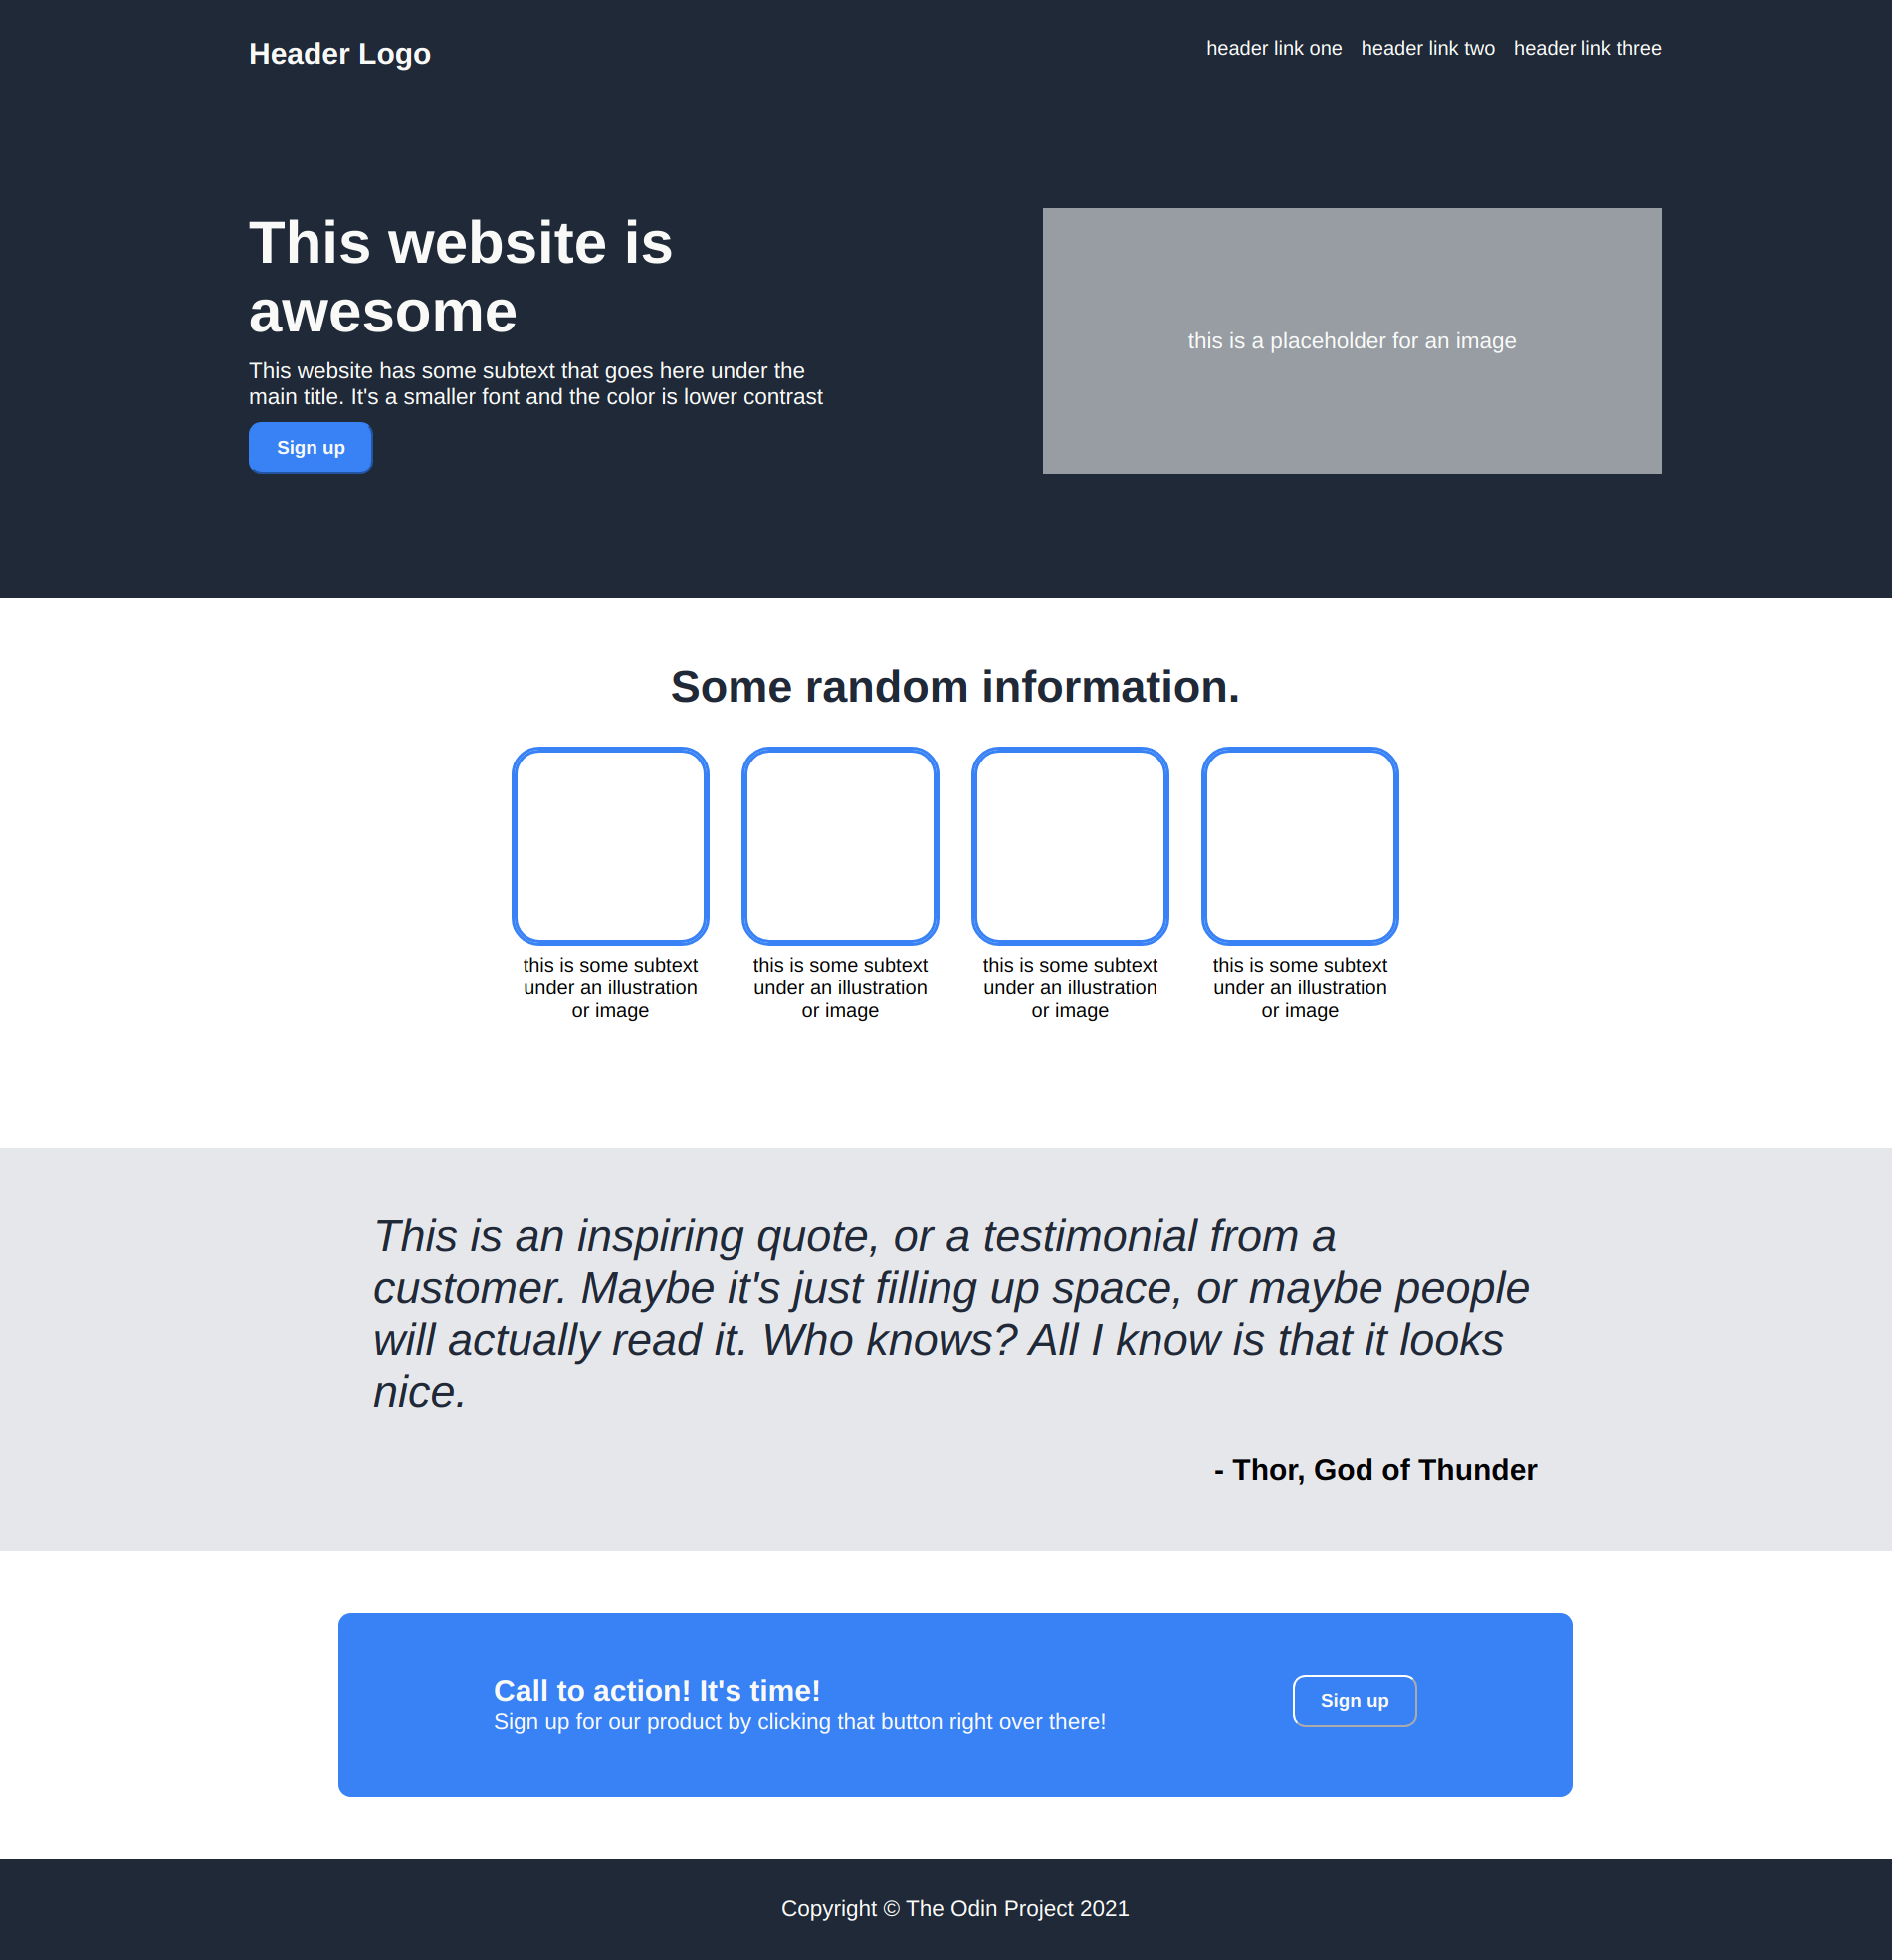 Header Logo
header link one header link two header link three
This website is
awesome
This website has some subtext that goes here under the
main title. It's a smaller font and the color is lower contrast
Sign up
this is a placeholder for an image
Some random information.
this is some subtext
under an illustration
or image
this is some subtext
under an illustration
or image
this is some subtext
under an illustration
or image
this is some subtext
under an illustration
or image
This is an inspiring quote, or a testimonial from a
customer. Maybe it's just filling up space, or maybe people
will actually read it. Who knows? All I know is that it looks
nice.
- Thor, God of Thunder
Call to action! It's time!
Sign up for our product by clicking that button right over there!
Sign up
Copyright © The Odin Project 2021